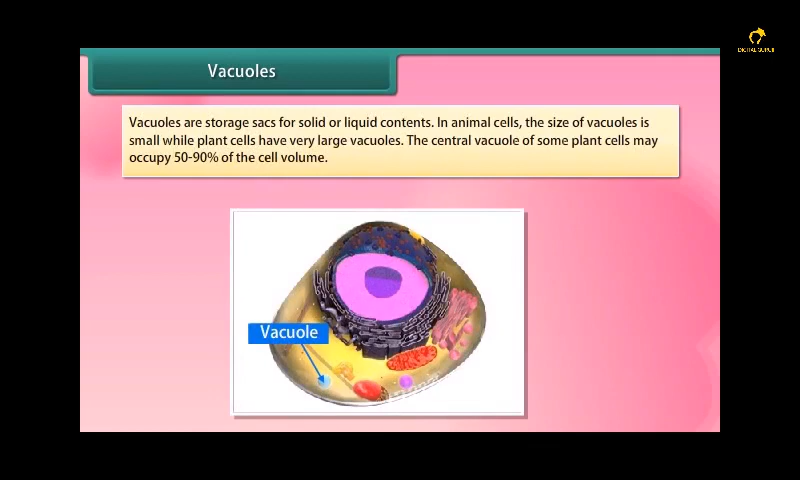 DIGITAL GURUJI
Vacuoles
Vacuoles are storage sacs for solid or liquid contents. In animal cells, the size of vacuoles is
small while plant cells have very large vacuoles. The central vacuole of some plant cells may
occupy 50-90% of the cell volume.
Vacuole